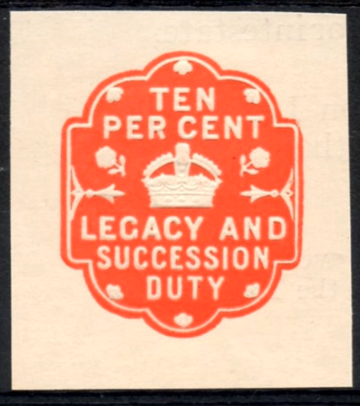 TEN
PER CENT
LEGACY AND
SUCCESSION
DUTY